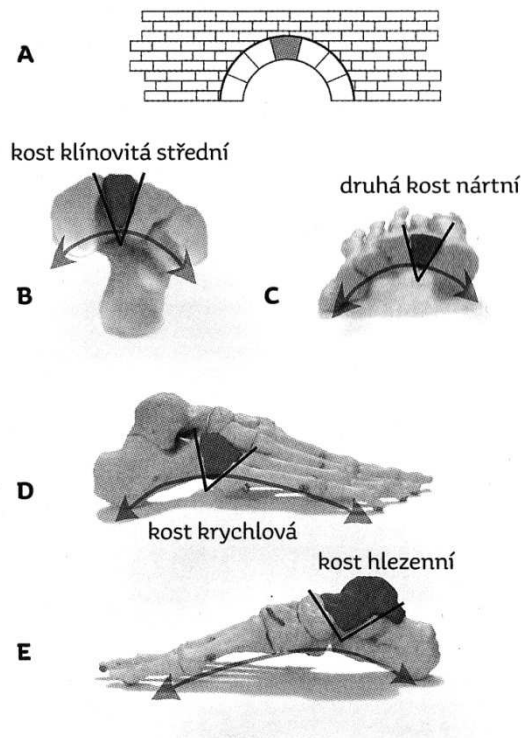 A
kost klínovitá střední
B
druhá kost nártní
C
D
kost krychlová
kost hlezenní
E